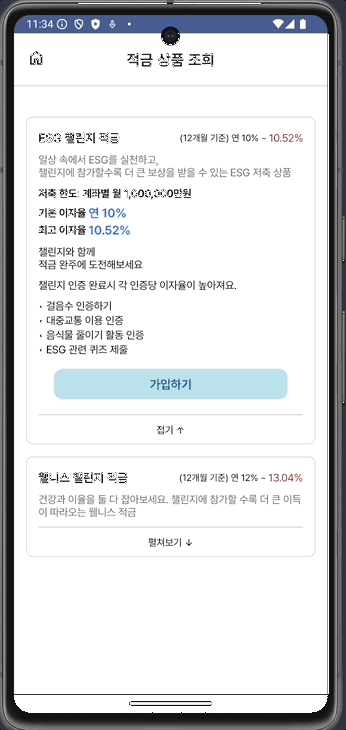 11:34
적금 상품 조회
ESG 챌린지 적금
(12개월 기준) 연 10% ~ 10.52%
일상 속에서 ESG를 실천하고,
챌린지에 참가할수록 더 큰 보상을 받을 수 있는 ESG 저축 상품
저축 한도: 계좌별 월 1,000,000만원
기본 이자율 연 10%
최고 이자율 10.52%
챌린지와 함께
적금 완주에 도전해보세요
챌린지 인증 완료시 각 인증당 이자율이 높아져요.
• 걸음수 인증하기
• 대중교통 이용 인증
• 음식물 줄이기 활동 인증
• ESG 관련 퀴즈 제출
가입하기
접기 ↑
웰니스 챌린지 적금
(12개월 기준) 연 12% ~ 13.04%
건강과 이율을 둘 다 잡아보세요. 챌린지에 참가할 수록 더 큰 이득
이 따라오는 웰니스 적금
펼쳐보기 ↓